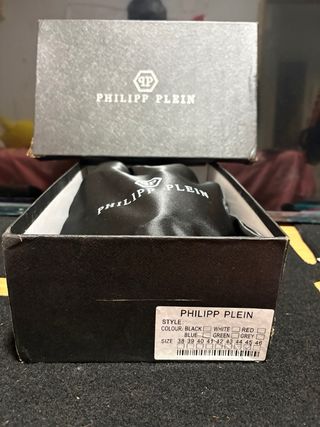 PP
PHILIPP PLEIN
PHILIPP PLEIN
PHILIPP PLEIN
STYLE
COLOUR: BLACK WHITE RED
BLUE GREEN GREY
SIZE 38 39 40 41 42 43 44 45 46